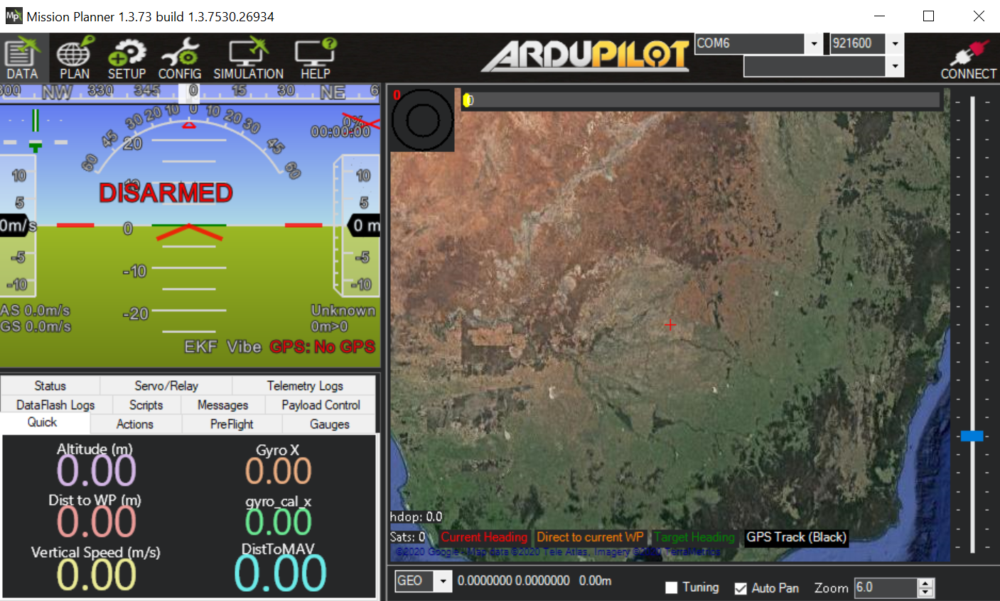 Mission Planner 1.3.73 build 1.3.7530.26934
DATA PLAN SETUP CONFIG SIMULATION HELP
ARDUPILOT
COM6 921600
CONNECT
300 NW 330 345 0 15 30 NE 6
60 45 30 20 10 0 10 20 30 45 60
0%
00:00:00
20
10
DISARMED
10 5 0m/s -5 -10
10 5 0 m -5 -10
0
-10
-20
AS 0.0m/s
GS 0.0m/s
Unknown
0m>0
EKF Vibe GPS: No GPS
Status Servo/Relay Telemetry Logs
DataFlash Logs Scripts Messages Payload Control
Quick Actions PreFlight Gauges
Altitude (m) Gyro X
0.00 0.00
Dist to WP (m) gyro_cal_x
0.00 0.00
Vertical Speed (m/s) DistToMAV
0.00 0.00
0
0
hdop: 0.0
Sats: 0 Current Heading Direct to current WP Target Heading GPS Track (Black)
©2020 Google - Map data ©2020 Tele Atlas, Imagery ©2020 TerraMetrics
GEO 0.0000000 0.0000000 0.00m
Tuning Auto Pan Zoom 6.0